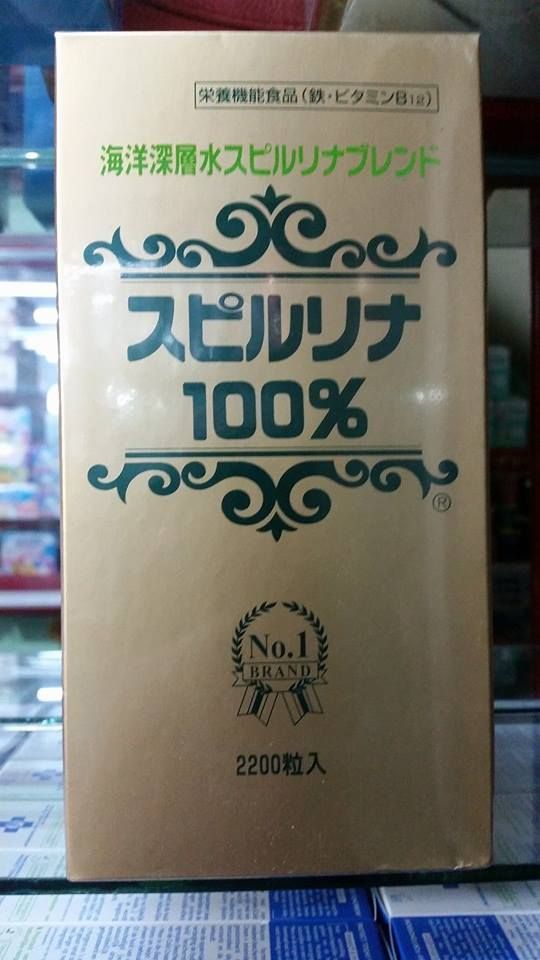 栄養機能食品(鉄・ビタミンB12)
海洋深層水スピルリナブレンド
スピルリナ
100%
®
No.1
BRAND
2200粒入